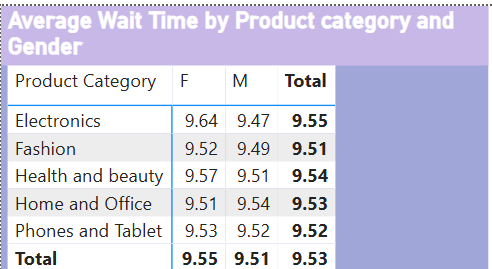 Average Wait Time by Product category and
Gender
Product Category F M Total
Electronics 9.64 9.47 9.55
Fashion 9.52 9.49 9.51
Health and beauty 9.57 9.51 9.54
Home and Office 9.51 9.54 9.53
Phones and Tablet 9.53 9.52 9.52
Total 9.55 9.51 9.53